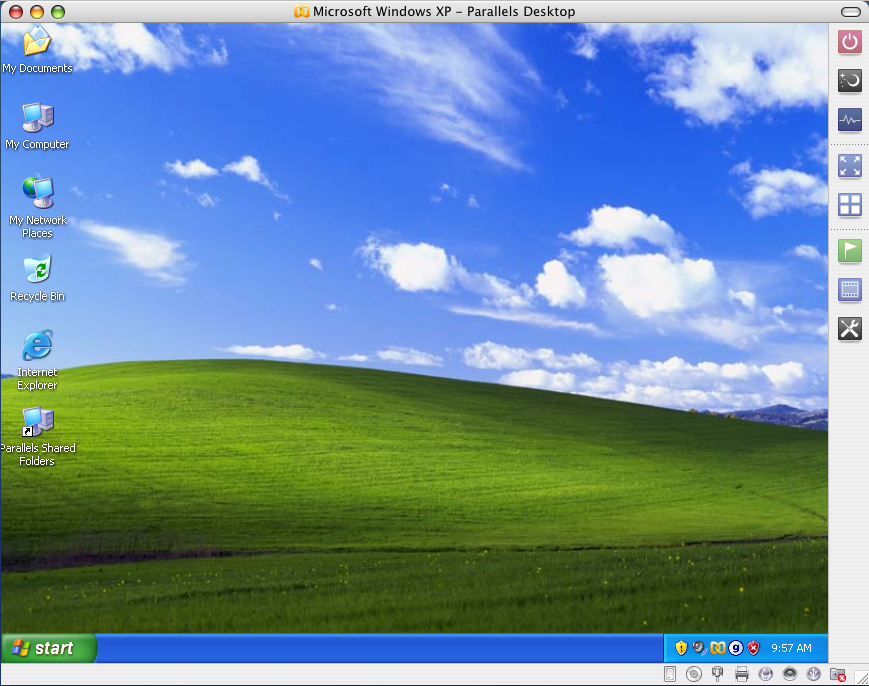 Microsoft Windows XP - Parallels Desktop
My Documents
My Computer
My Network
Places
Recycle Bin
Internet
Explorer
Parallels Shared
Folders
start
g
9:57 AM